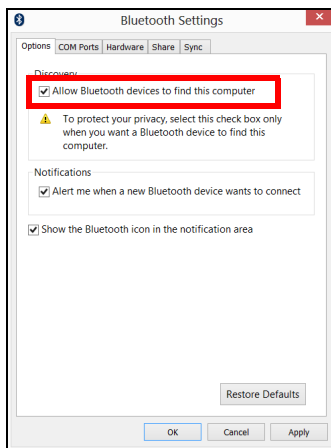 Bluetooth Settings
Options COM Ports Hardware Share Sync
Discovery
Allow Bluetooth devices to find this computer
To protect your privacy, select this check box only
when you want a Bluetooth device to find this
computer.
Notifications
Alert me when a new Bluetooth device wants to connect
Show the Bluetooth icon in the notification area
Restore Defaults
OK Cancel Apply